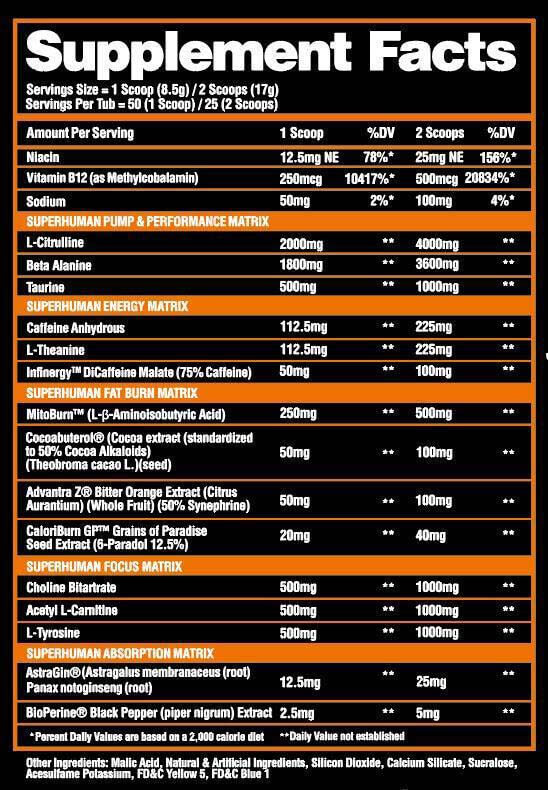 Supplement Facts
Servings Size = 1 Scoop (8.5g) / 2 Scoops (17g)
Servings Per Tub = 50 (1 Scoop) / 25 (2 Scoops)
Amount Per Serving 1 Scoop %DV 2 Scoops %DV
Niacin 12.5mg NE 78%* 25mg NE 156%*
Vitamin B12 (as Methylcobalamin) 250mcg 10417%* 500mcg 20834%*
Sodium 50mg 2%* 100mg 4%*
SUPERHUMAN PUMP & PERFORMANCE MATRIX
L-Citrulline 2000mg ** 4000mg **
Beta Alanine 1800mg ** 3600mg **
Taurine 500mg ** 1000mg **
SUPERHUMAN ENERGY MATRIX
Caffeine Anhydrous 112.5mg ** 225mg **
L-Theanine 112.5mg ** 225mg **
Infinergy™ DiCaffeine Malate (75% Caffeine) 50mg ** 100mg **
SUPERHUMAN FAT BURN MATRIX
MitoBurn™ (L-β-Aminoisobutyric Acid) 250mg ** 500mg **
Cocoabuterol® (Cocoa extract (standardized
to 50% Cocoa Alkaloids) 50mg ** 100mg **
(Theobroma cacao L.)(seed)
Advantra Z® Bitter Orange Extract (Citrus
Aurantium) (Whole Fruit) (50% Synephrine) 50mg ** 100mg **
CaloriBurn GP™ Grains of Paradise
Seed Extract (6-Paradol 12.5%) 20mg ** 40mg **
SUPERHUMAN FOCUS MATRIX
Choline Bitartrate 500mg ** 1000mg **
Acetyl L-Carnitine 500mg ** 1000mg **
L-Tyrosine 500mg ** 1000mg **
SUPERHUMAN ABSORPTION MATRIX
AstraGin® (Astragalus membranaceus (root)
Panax notoginseng (root) 12.5mg ** 25mg **
BioPerine® Black Pepper (piper nigrum) Extract 2.5mg ** 5mg **
*Percent Daily Values are based on a 2,000 calorie diet **Daily Value not established
Other Ingredients: Malic Acid, Natural & Artificial Ingredients, Silicon Dioxide, Calcium Silicate, Sucralose,
Acesulfame Potassium, FD&C Yellow 5, FD&C Blue 1